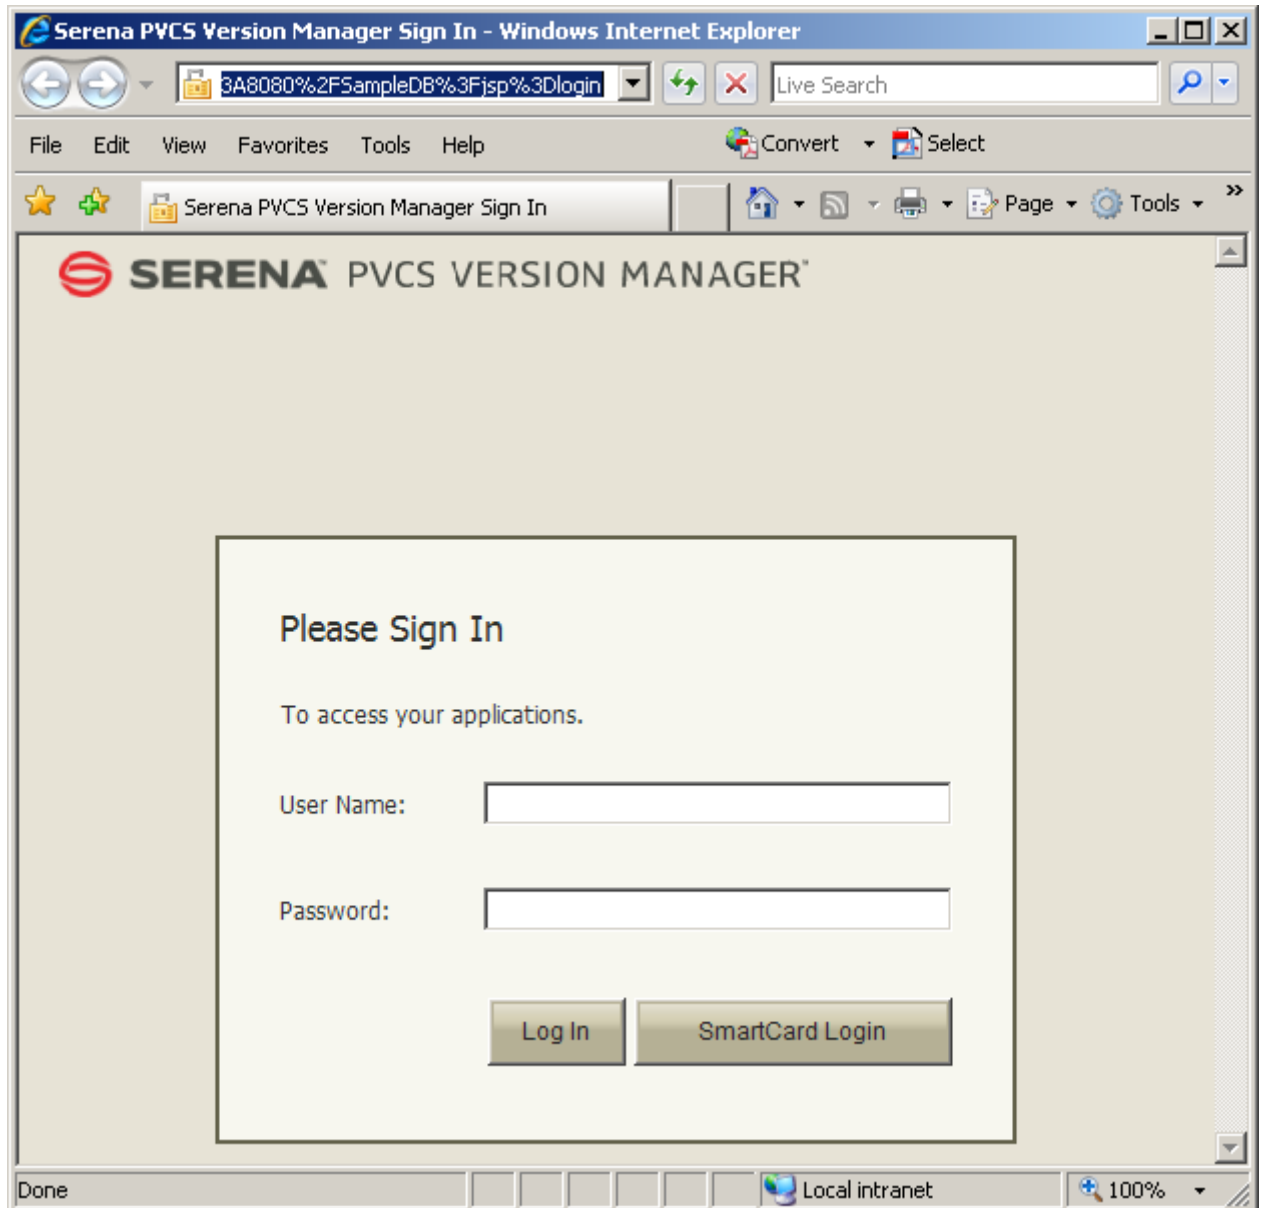 Serena PVCS Version Manager Sign In - Windows Internet Explorer
3A8080%2FSampleDB%3Fjsp%3Dlogin Live Search
File Edit View Favorites Tools Help Convert Select
Serena PVCS Version Manager Sign In Page Tools »
SERENA™ PVCS VERSION MANAGER
Please Sign In
To access your applications.
User Name:
Password:
Log In SmartCard Login
Done Local intranet 100%